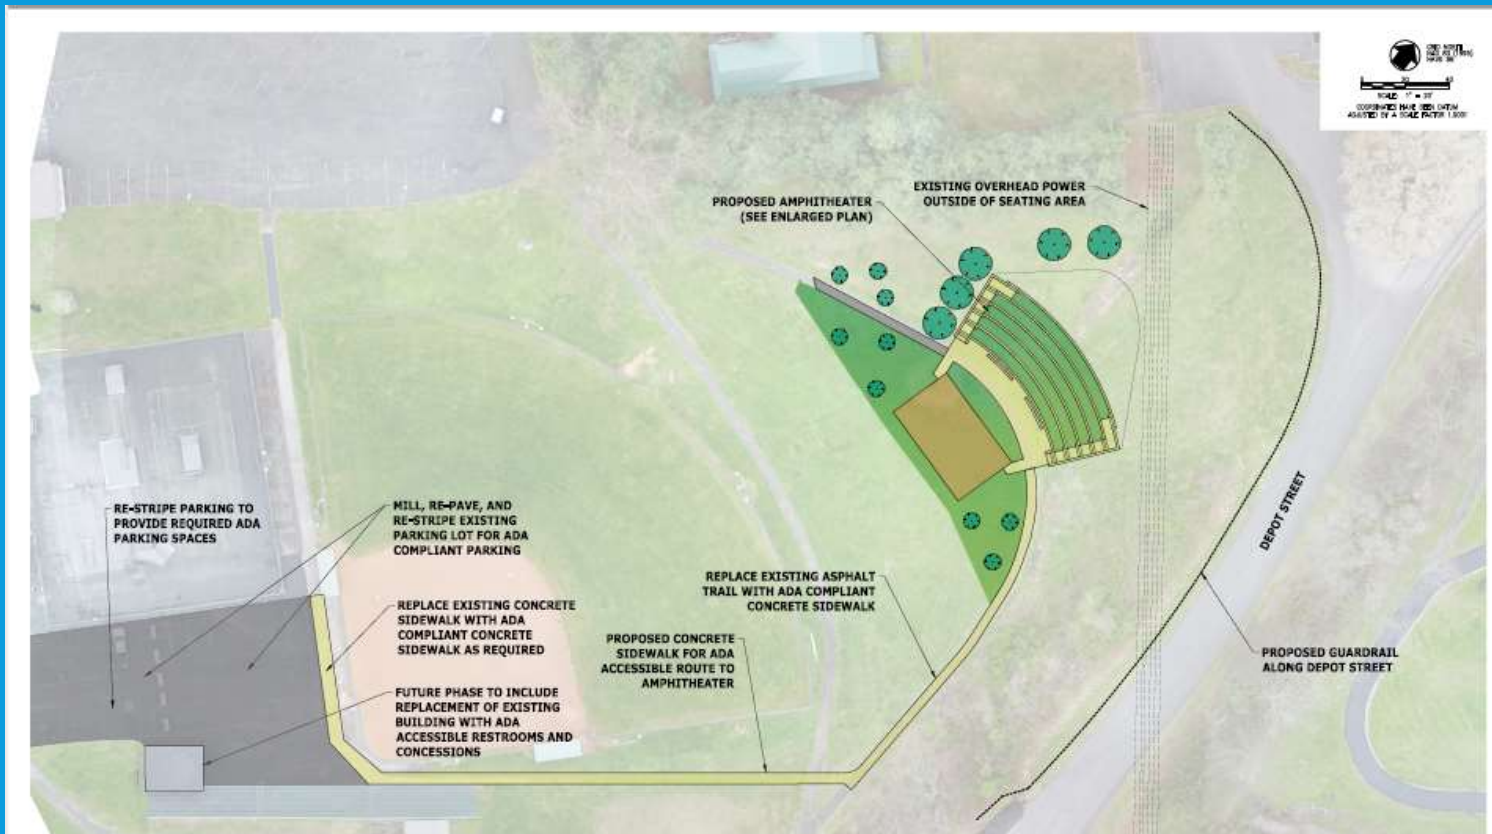 PROPOSED AMPHITHEATER
(SEE ENLARGED PLAN)
EXISTING OVERHEAD POWER
OUTSIDE OF SEATING AREA
RE-STRIPE PARKING TO
PROVIDE REQUIRED ADA
PARKING SPACES
MILL, RE-PAVE, AND
RE-STRIPE EXISTING
PARKING LOT FOR ADA
COMPLIANT PARKING
REPLACE EXISTING CONCRETE
SIDEWALK WITH ADA
COMPLIANT CONCRETE
SIDEWALK AS REQUIRED
FUTURE PHASE TO INCLUDE
REPLACEMENT OF EXISTING
BUILDING WITH ADA
ACCESSIBLE RESTROOMS AND
CONCESSIONS
REPLACE EXISTING ASPHALT
TRAIL WITH ADA COMPLIANT
CONCRETE SIDEWALK
PROPOSED CONCRETE
SIDEWALK FOR ADA
ACCESSIBLE ROUTE TO
AMPHITHEATER
DEPOT STREET
PROPOSED GUARDRAIL
ALONG DEPOT STREET